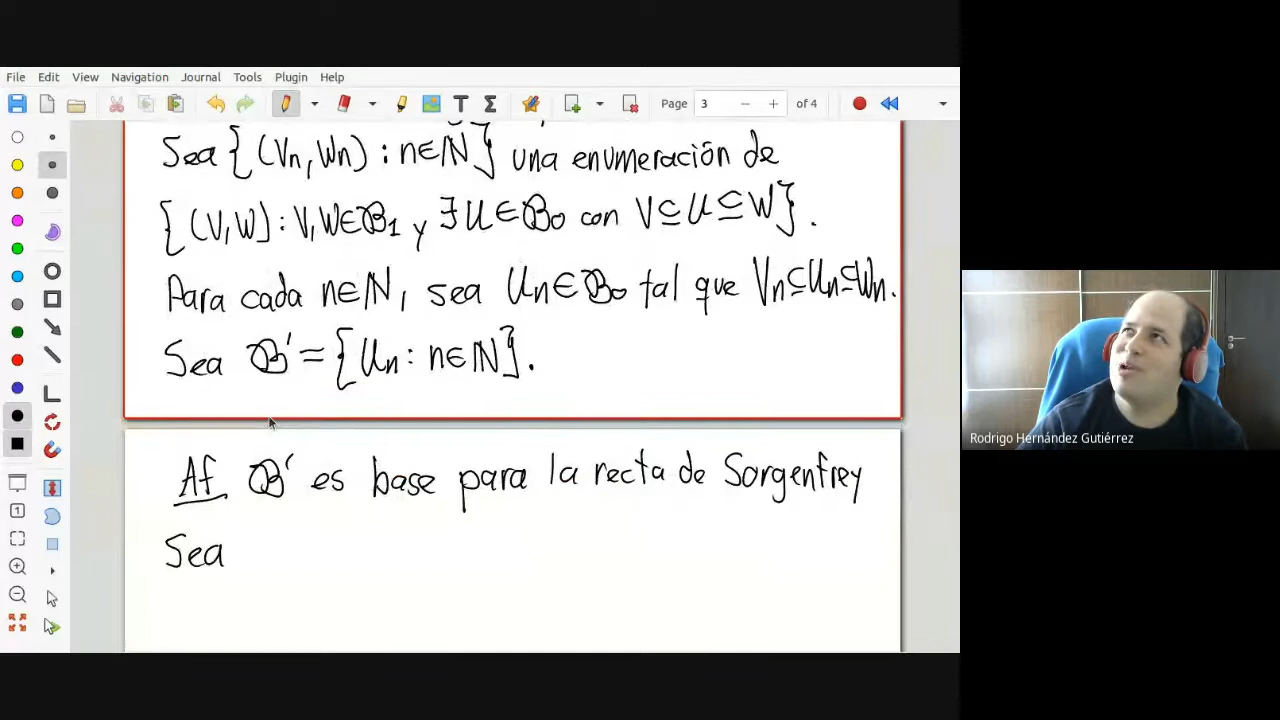 File Edit View Navigation Journal Tools Plugin Help
Page 3 of 4
Sea {(Vn, Wn) : n∈ℕ} una enumeración de
{(V,W) : V,W∈ℬ1 y ∃U∈ℬ0 con V⊆U⊆W}.
Para cada n∈ℕ, sea Un∈ℬ0 tal que Vn⊆Un⊆Wn.
Sea ℬ' = {Un : n∈ℕ}.
Af. ℬ' es base para la recta de Sorgenfrey
Sea
Rodrigo Hernández Gutiérrez